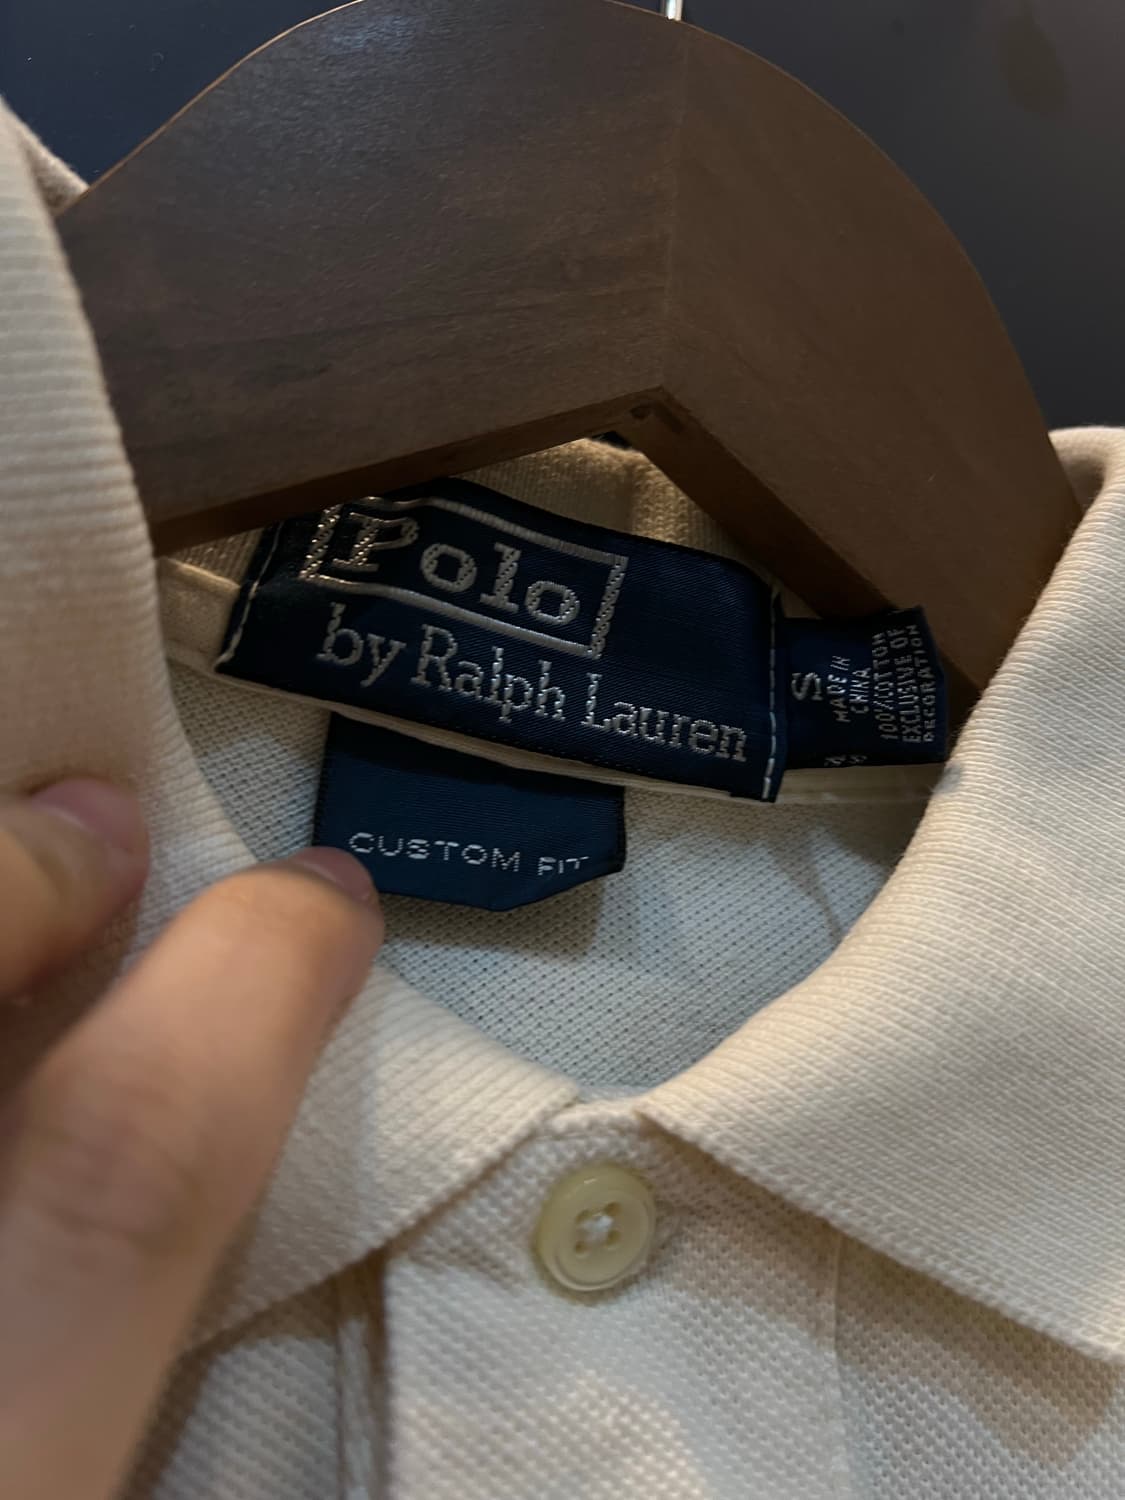 Polo
by Ralph Lauren
S
MADE IN
CHINA
100% COTTON
EXCLUSIVE OF
DECORATION
CUSTOM FIT